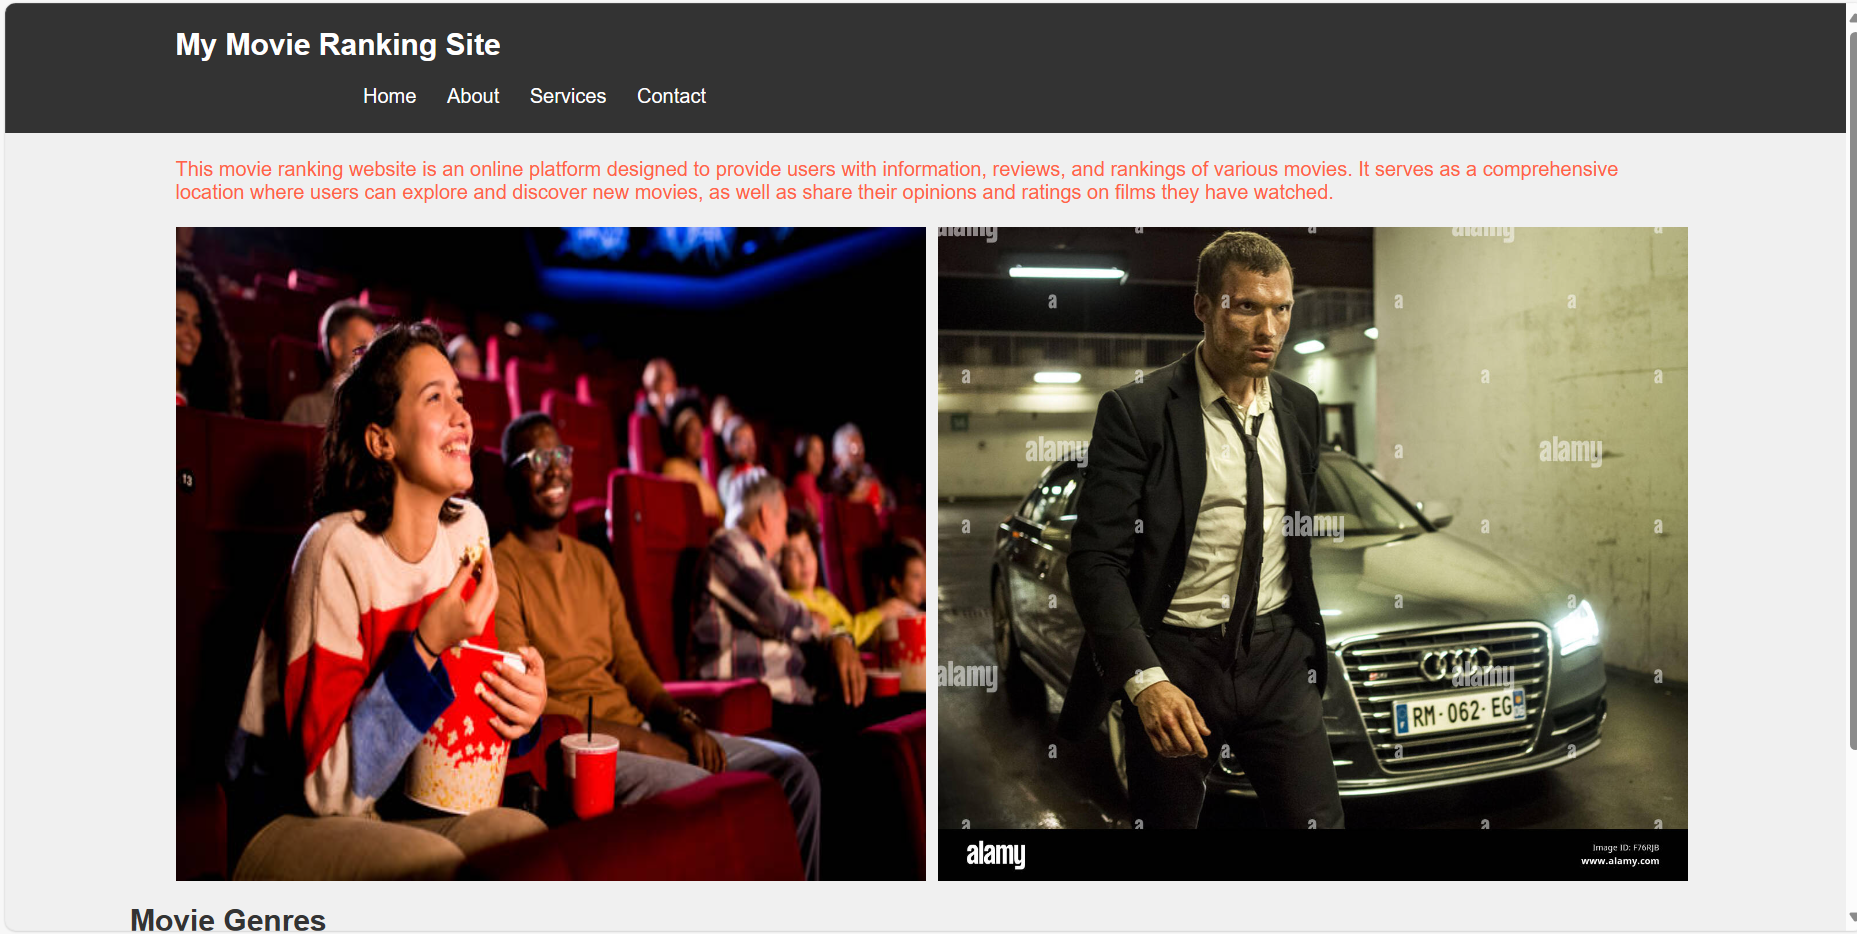 My Movie Ranking Site
Home About Services Contact
This movie ranking website is an online platform designed to provide users with information, reviews, and rankings of various movies. It serves as a comprehensive
location where users can explore and discover new movies, as well as share their opinions and ratings on films they have watched.
13
alamy
alamy
a
a
a
a
a
a
a
a
a
alamy
a
alamy
a
a
alamy
a
a
a
a
a
a
alamy
a
alamy
a
RM·062·EG
a
a
a
a
a
a
a
a
alamy
Image ID: F76RJB
www.alamy.com
Movie Genres